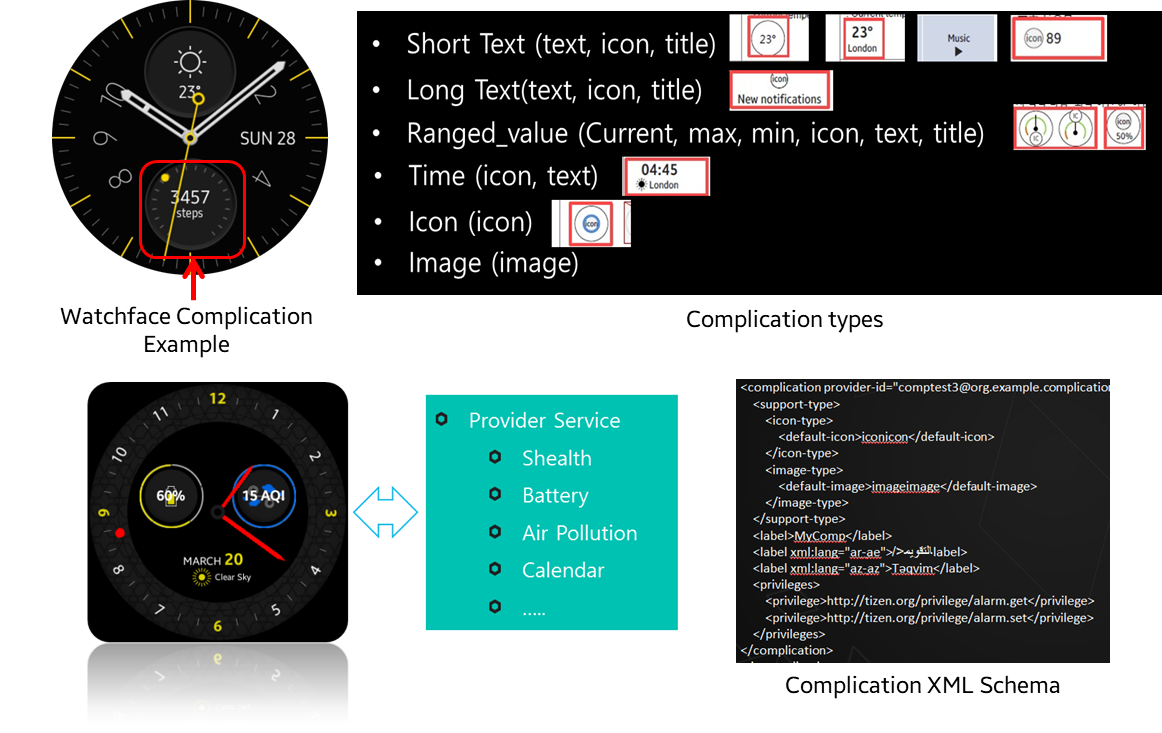 23°
10
2
9
SUN 28
8
4
3457
steps
Watchface Complication
Example
• Short Text (text, icon, title)
23°
23°
London
Music
icon 89
• Long Text(text, icon, title)
icon
New notifications
• Ranged_value (Current, max, min, icon, text, title)
IC
IC
icon
50%
• Time (icon, text)
04:45
London
• Icon (icon)
icon
• Image (image)
Complication types
12
11
1
10
2
60%
15 AQI
9
3
MARCH 20
Clear Sky
8
4
7
5
6
Provider Service
Shealth
Battery
Air Pollution
Calendar
.....
<complication provider-id="comptest3@org.example.complication
<support-type>
<icon-type>
<default-icon>iconicon</default-icon>
</icon-type>
<image-type>
<default-image>imageimage</default-image>
</image-type>
</support-type>
<label>MyComp</label>
<label xml:lang="ar-ae">التقويم</label>
<label xml:lang="az-az">Təqvim</label>
<privileges>
<privilege>http://tizen.org/privilege/alarm.get</privilege>
<privilege>http://tizen.org/privilege/alarm.set</privilege>
</privileges>
</complication>
Complication XML Schema